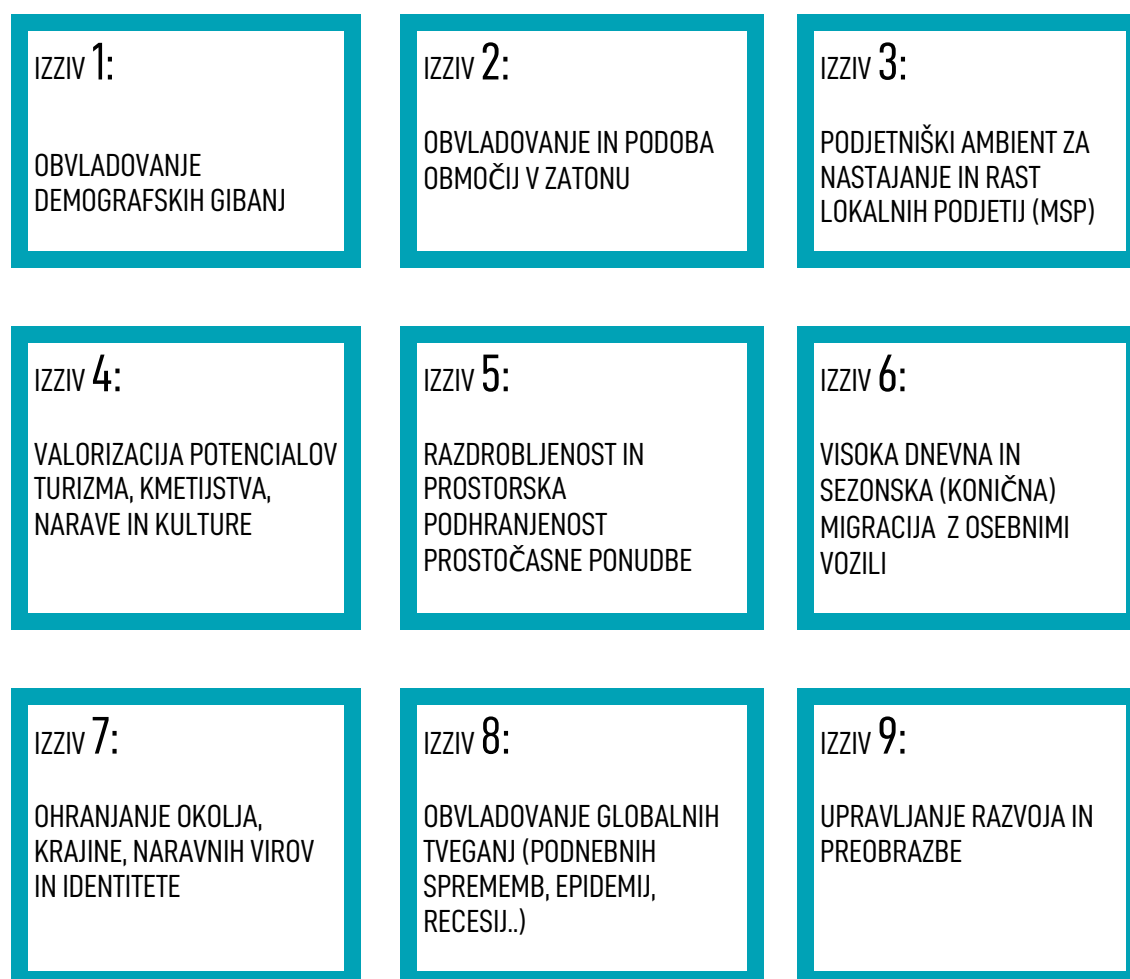 IZZIV 1:
OBVLADOVANJE
DEMOGRAFSKIH GIBANJ
IZZIV 2:
OBVLADOVANJE IN PODOBA
OBMOČIJ V ZATONU
IZZIV 3:
PODJETNIŠKI AMBIENT ZA
NASTAJANJE IN RAST
LOKALNIH PODJETIJ (MSP)
IZZIV 4:
VALORIZACIJA POTENCIALOV
TURIZMA, KMETIJSTVA,
NARAVE IN KULTURE
IZZIV 5:
RAZDROBLJENOST IN
PROSTORSKA
PODHRANJENOST
PROSTOČASNE PONUDBE
IZZIV 6:
VISOKA DNEVNA IN
SEZONSKA (KONIČNA)
MIGRACIJA Z OSEBNIMI
VOZILI
IZZIV 7:
OHRANJANJE OKOLJA,
KRAJINE, NARAVNIH VIROV
IN IDENTITETE
IZZIV 8:
OBVLADOVANJE GLOBALNIH
TVEGANJ (PODNEBNIH
SPREMEMB, EPIDEMIJ,
RECESIJ..)
IZZIV 9:
UPRAVLJANJE RAZVOJA IN
PREOBRAZBE